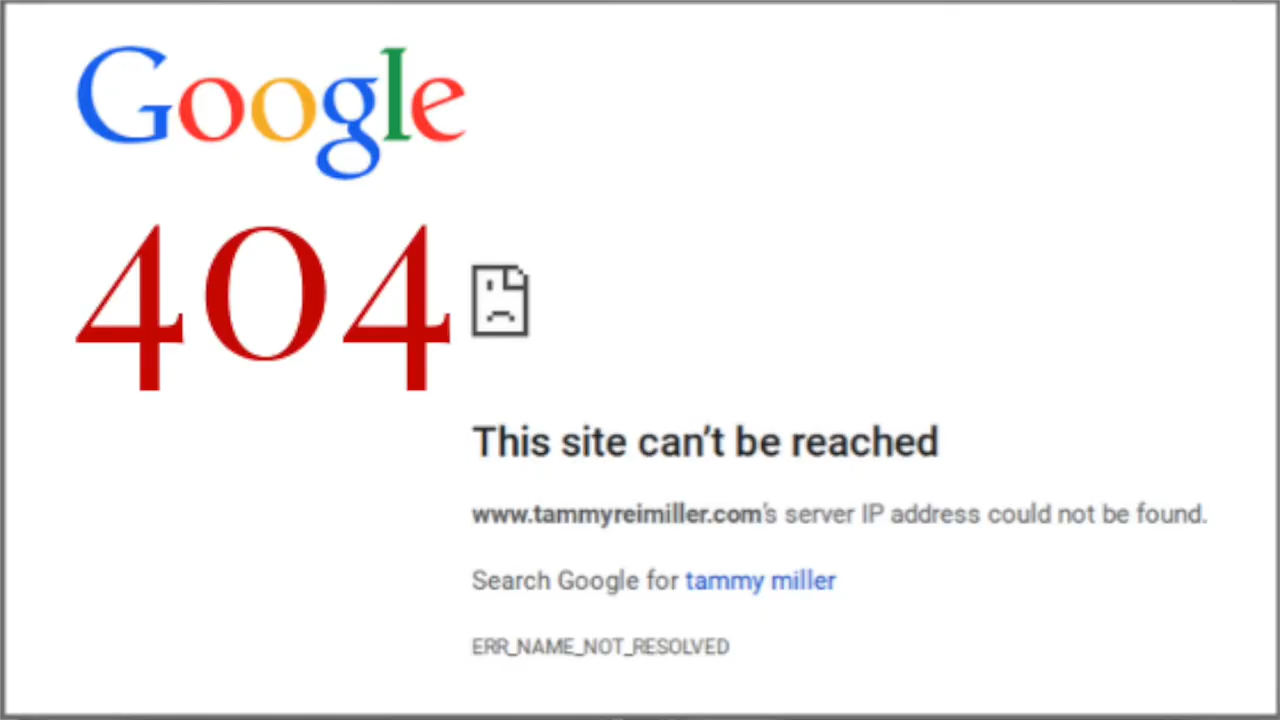 Google
404
This site can’t be reached
www.tammyreimiller.com’s server IP address could not be found.
Search Google for tammy miller
ERR_NAME_NOT_RESOLVED